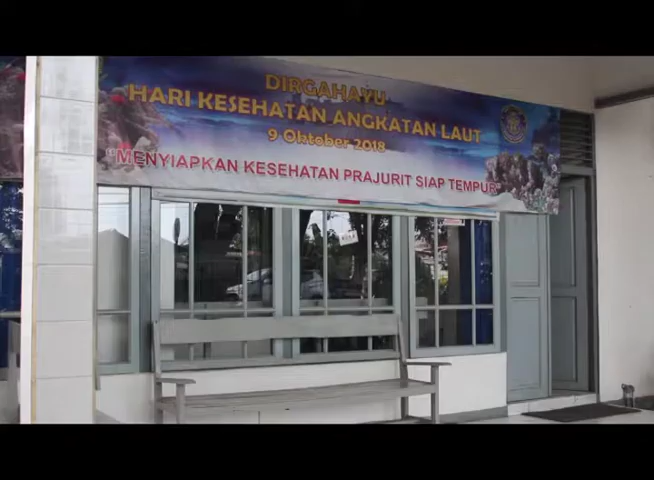 DIRGAHAYU
HARI KESEHATAN ANGKATAN LAUT
9 OKTOBER 2018
"MENYIAPKAN KESEHATAN PRAJURIT SIAP TEMPUR"